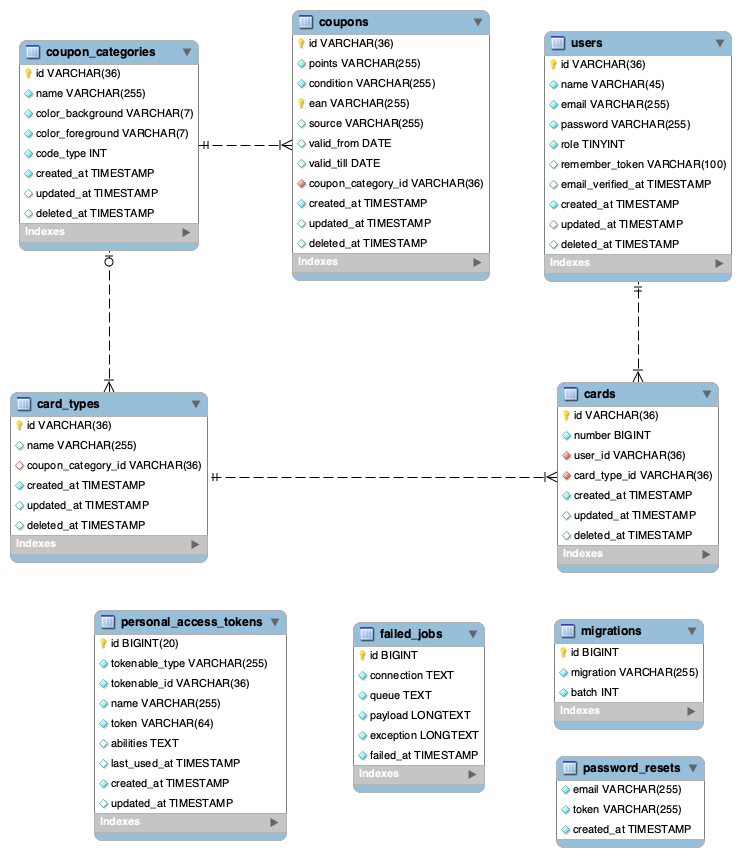 coupon_categories
id VARCHAR(36)
name VARCHAR(255)
color_background VARCHAR(7)
color_foreground VARCHAR(7)
code_type INT
created_at TIMESTAMP
updated_at TIMESTAMP
deleted_at TIMESTAMP
Indexes
coupons
id VARCHAR(36)
points VARCHAR(255)
condition VARCHAR(255)
ean VARCHAR(255)
source VARCHAR(255)
valid_from DATE
valid_till DATE
coupon_category_id VARCHAR(36)
created_at TIMESTAMP
updated_at TIMESTAMP
deleted_at TIMESTAMP
Indexes
users
id VARCHAR(36)
name VARCHAR(45)
email VARCHAR(255)
password VARCHAR(255)
role TINYINT
remember_token VARCHAR(100)
email_verified_at TIMESTAMP
created_at TIMESTAMP
updated_at TIMESTAMP
deleted_at TIMESTAMP
Indexes
card_types
id VARCHAR(36)
name VARCHAR(255)
coupon_category_id VARCHAR(36)
created_at TIMESTAMP
updated_at TIMESTAMP
deleted_at TIMESTAMP
Indexes
cards
id VARCHAR(36)
number BIGINT
user_id VARCHAR(36)
card_type_id VARCHAR(36)
created_at TIMESTAMP
updated_at TIMESTAMP
deleted_at TIMESTAMP
Indexes
personal_access_tokens
id BIGINT(20)
tokenable_type VARCHAR(255)
tokenable_id VARCHAR(36)
name VARCHAR(255)
token VARCHAR(64)
abilities TEXT
last_used_at TIMESTAMP
created_at TIMESTAMP
updated_at TIMESTAMP
Indexes
failed_jobs
id BIGINT
connection TEXT
queue TEXT
payload LONGTEXT
exception LONGTEXT
failed_at TIMESTAMP
Indexes
migrations
id BIGINT
migration VARCHAR(255)
batch INT
Indexes
password_resets
email VARCHAR(255)
token VARCHAR(255)
created_at TIMESTAMP